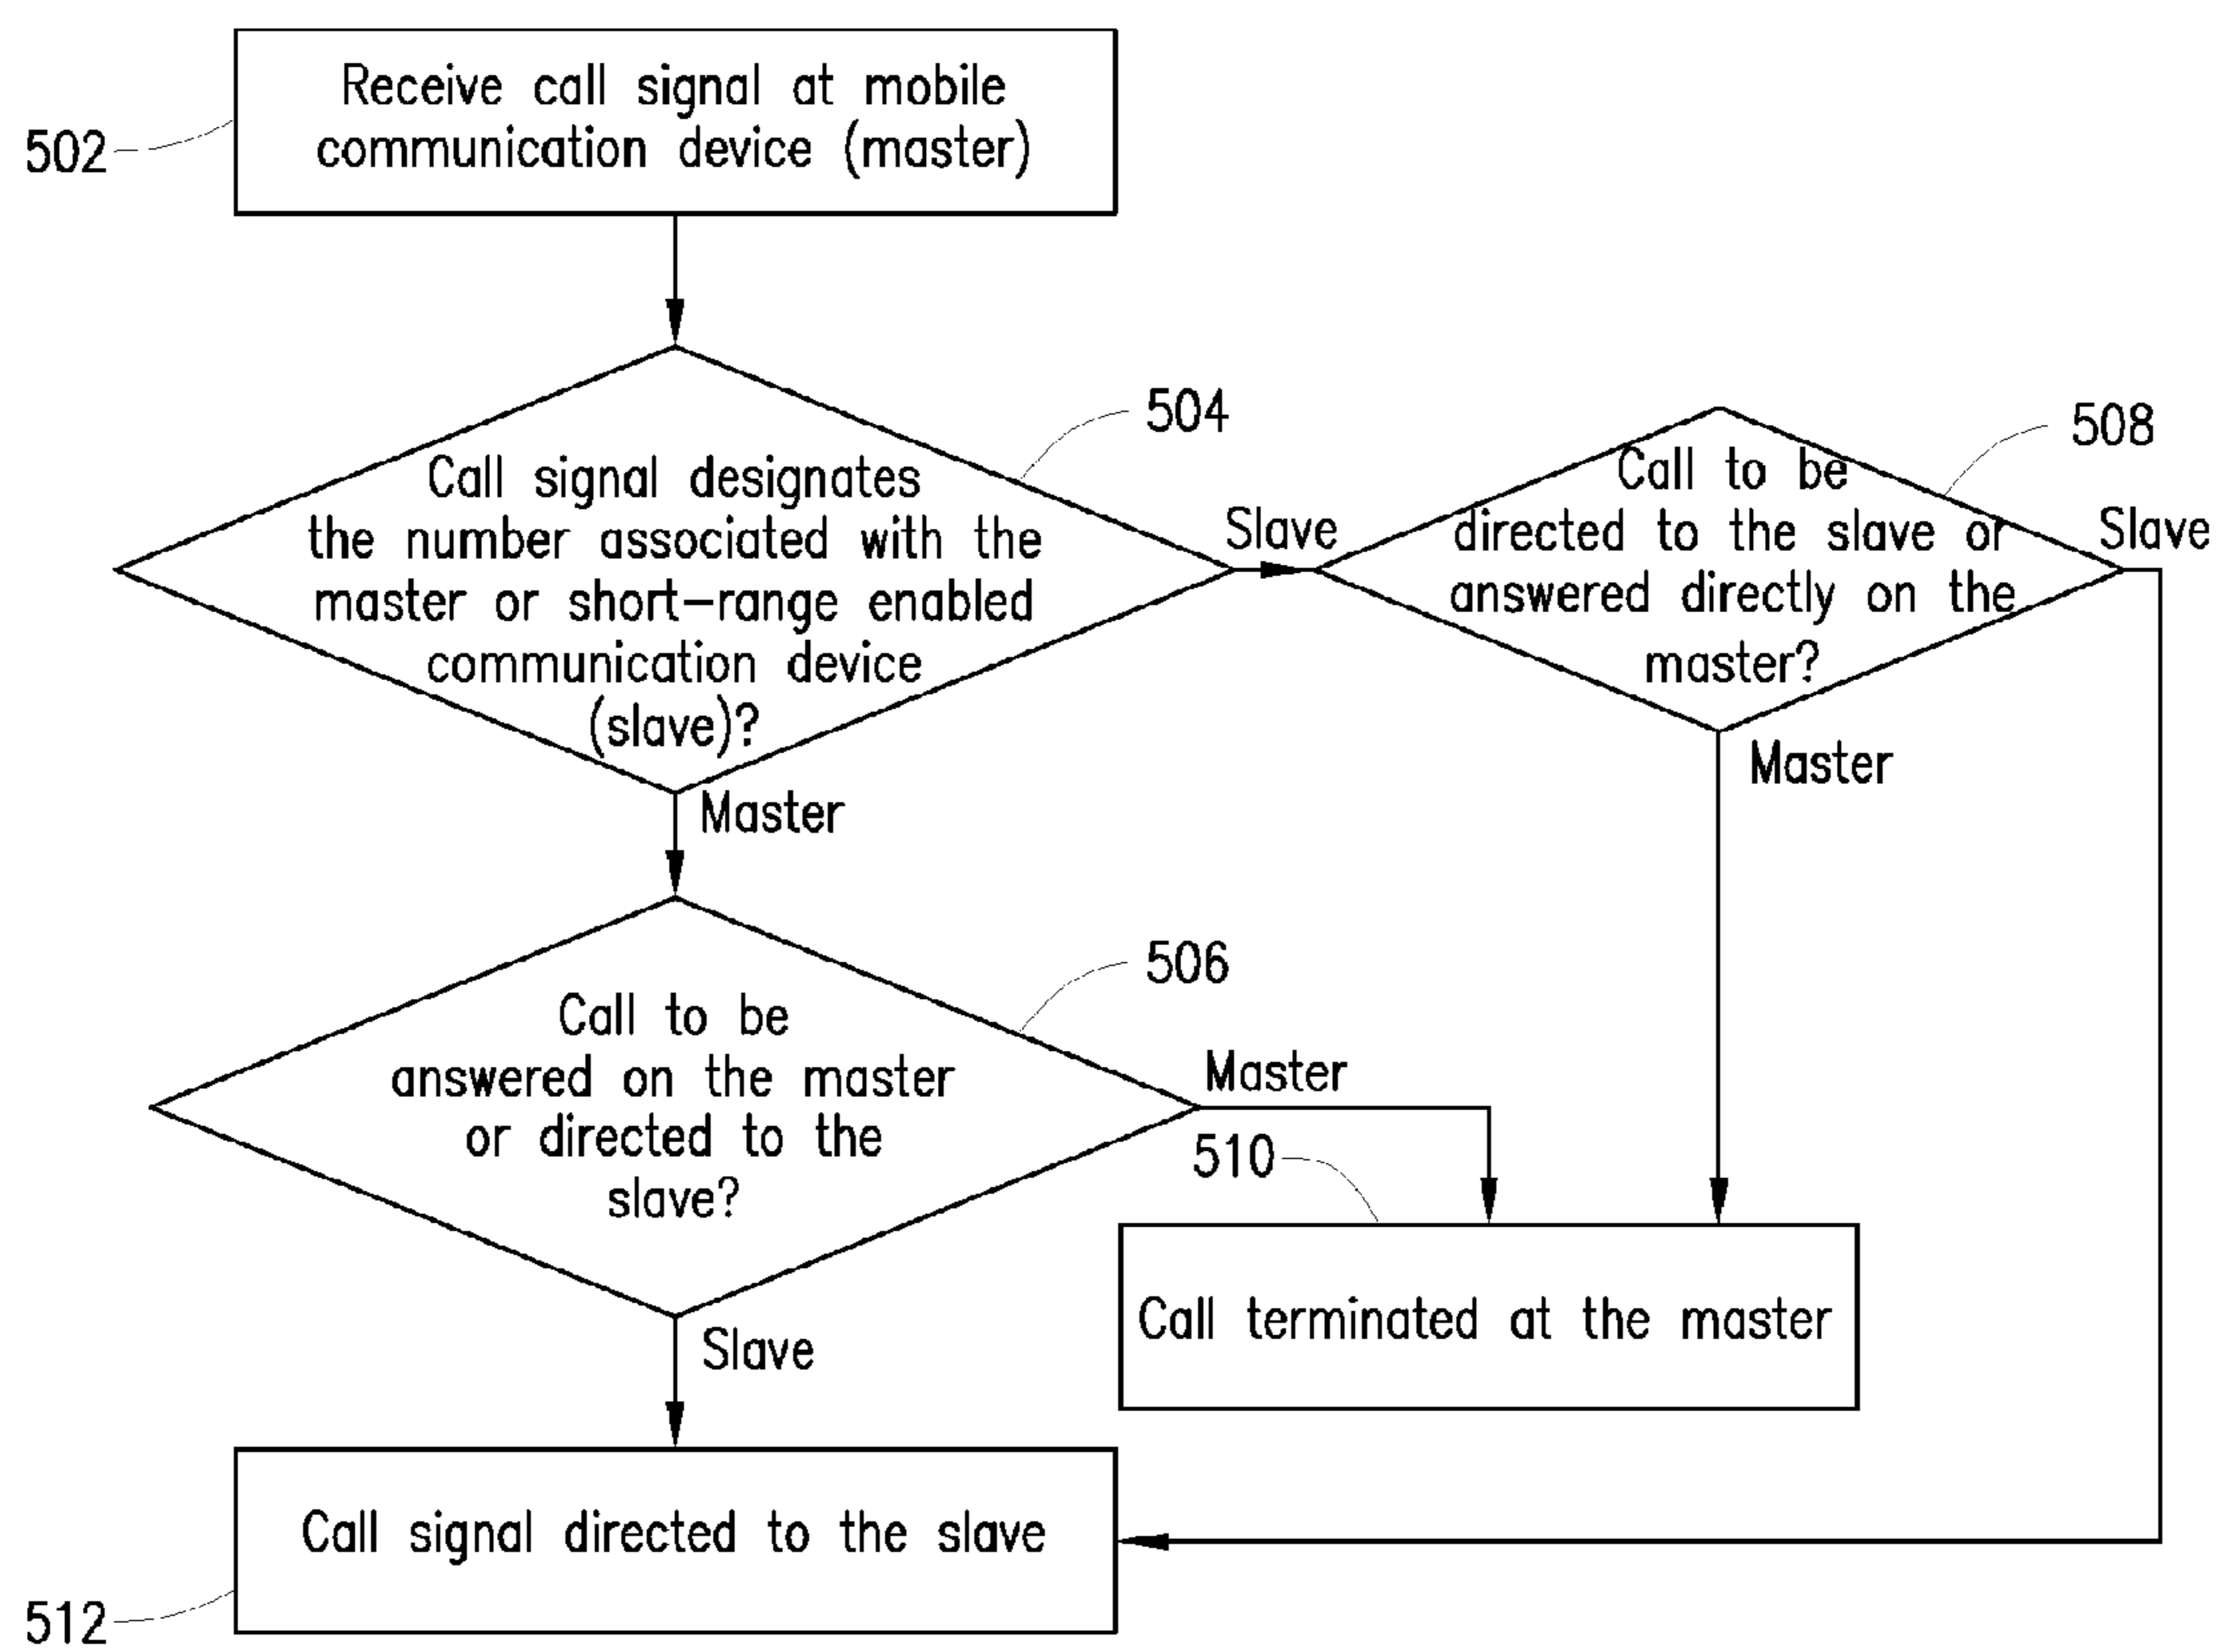 Receive call signal at mobile
communication device (master)
502
504
Call signal designates
the number associated with the
master or short-range enabled
communication device
(slave)?
Slave
508
Call to be
directed to the slave or
answered directly on the
master?
Slave
Master
Master
506
Call to be
answered on the master
or directed to the
slave?
Master
510
Call terminated at the master
Slave
Call signal directed to the slave
512